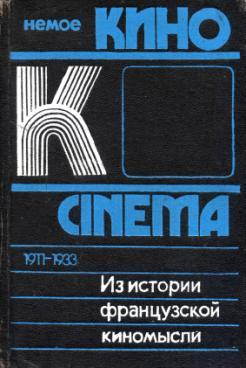 немое КИНО
К
CINEMA
1911-1933
Из истории
французской
киномысли